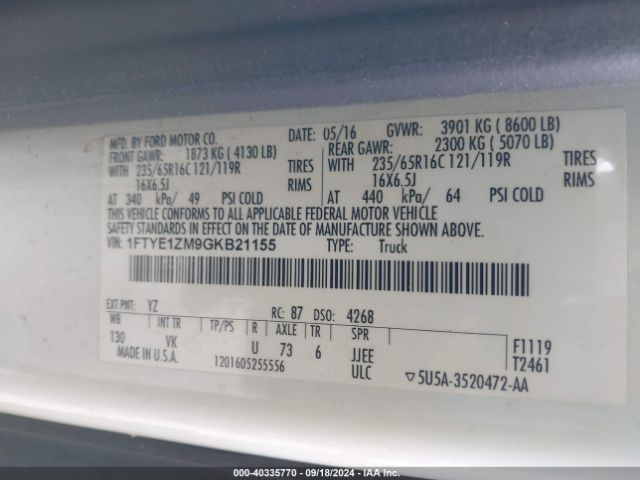 MFD. BY FORD MOTOR CO.
DATE: 05/16 GVWR: 3901 KG ( 8600 LB)
FRONT GAWR: 1873 KG ( 4130 LB)
REAR GAWR: 2300 KG ( 5070 LB)
WITH 235/65R16C 121/119R TIRES
WITH 235/65R16C 121/119R TIRES
16X6.5J RIMS
16X6.5J RIMS
AT 340 kPa/ 49 PSI COLD
AT 440 kPa/ 64 PSI COLD
THIS VEHICLE CONFORMS TO ALL APPLICABLE FEDERAL MOTOR VEHICLE
SAFETY STANDARDS IN EFFECT ON THE DATE OF MANUFACTURE SHOWN ABOVE.
VIN: 1FTYE1ZM9GKB21155 TYPE: Truck
EXT PNT: YZ RC: 87 DSO: 4268
WB INT TR TP/PS R AXLE TR SPR
130 VK U 73 6 JJEE
F1119
T2461
MADE IN U.S.A. 1201605255556 ULC
5U5A-3520472-AA
000 - 40335770 - 09/18/2024 - IAA Inc.